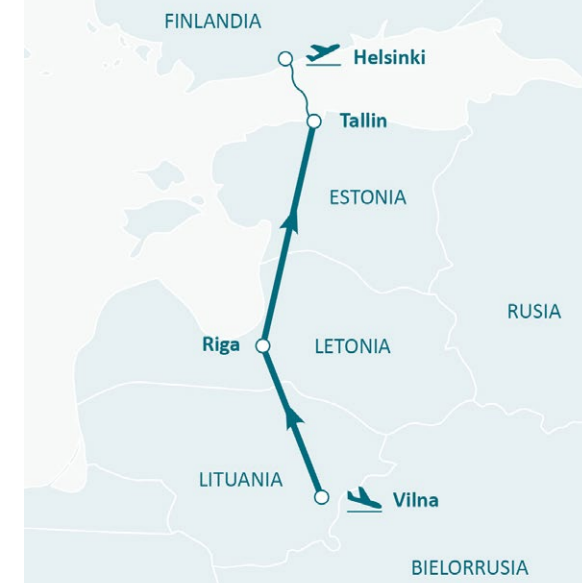 FINLANDIA
Helsinki
Tallin
ESTONIA
RUSIA
Riga
LETONIA
LITUANIA
Vilna
BIELORRUSIA